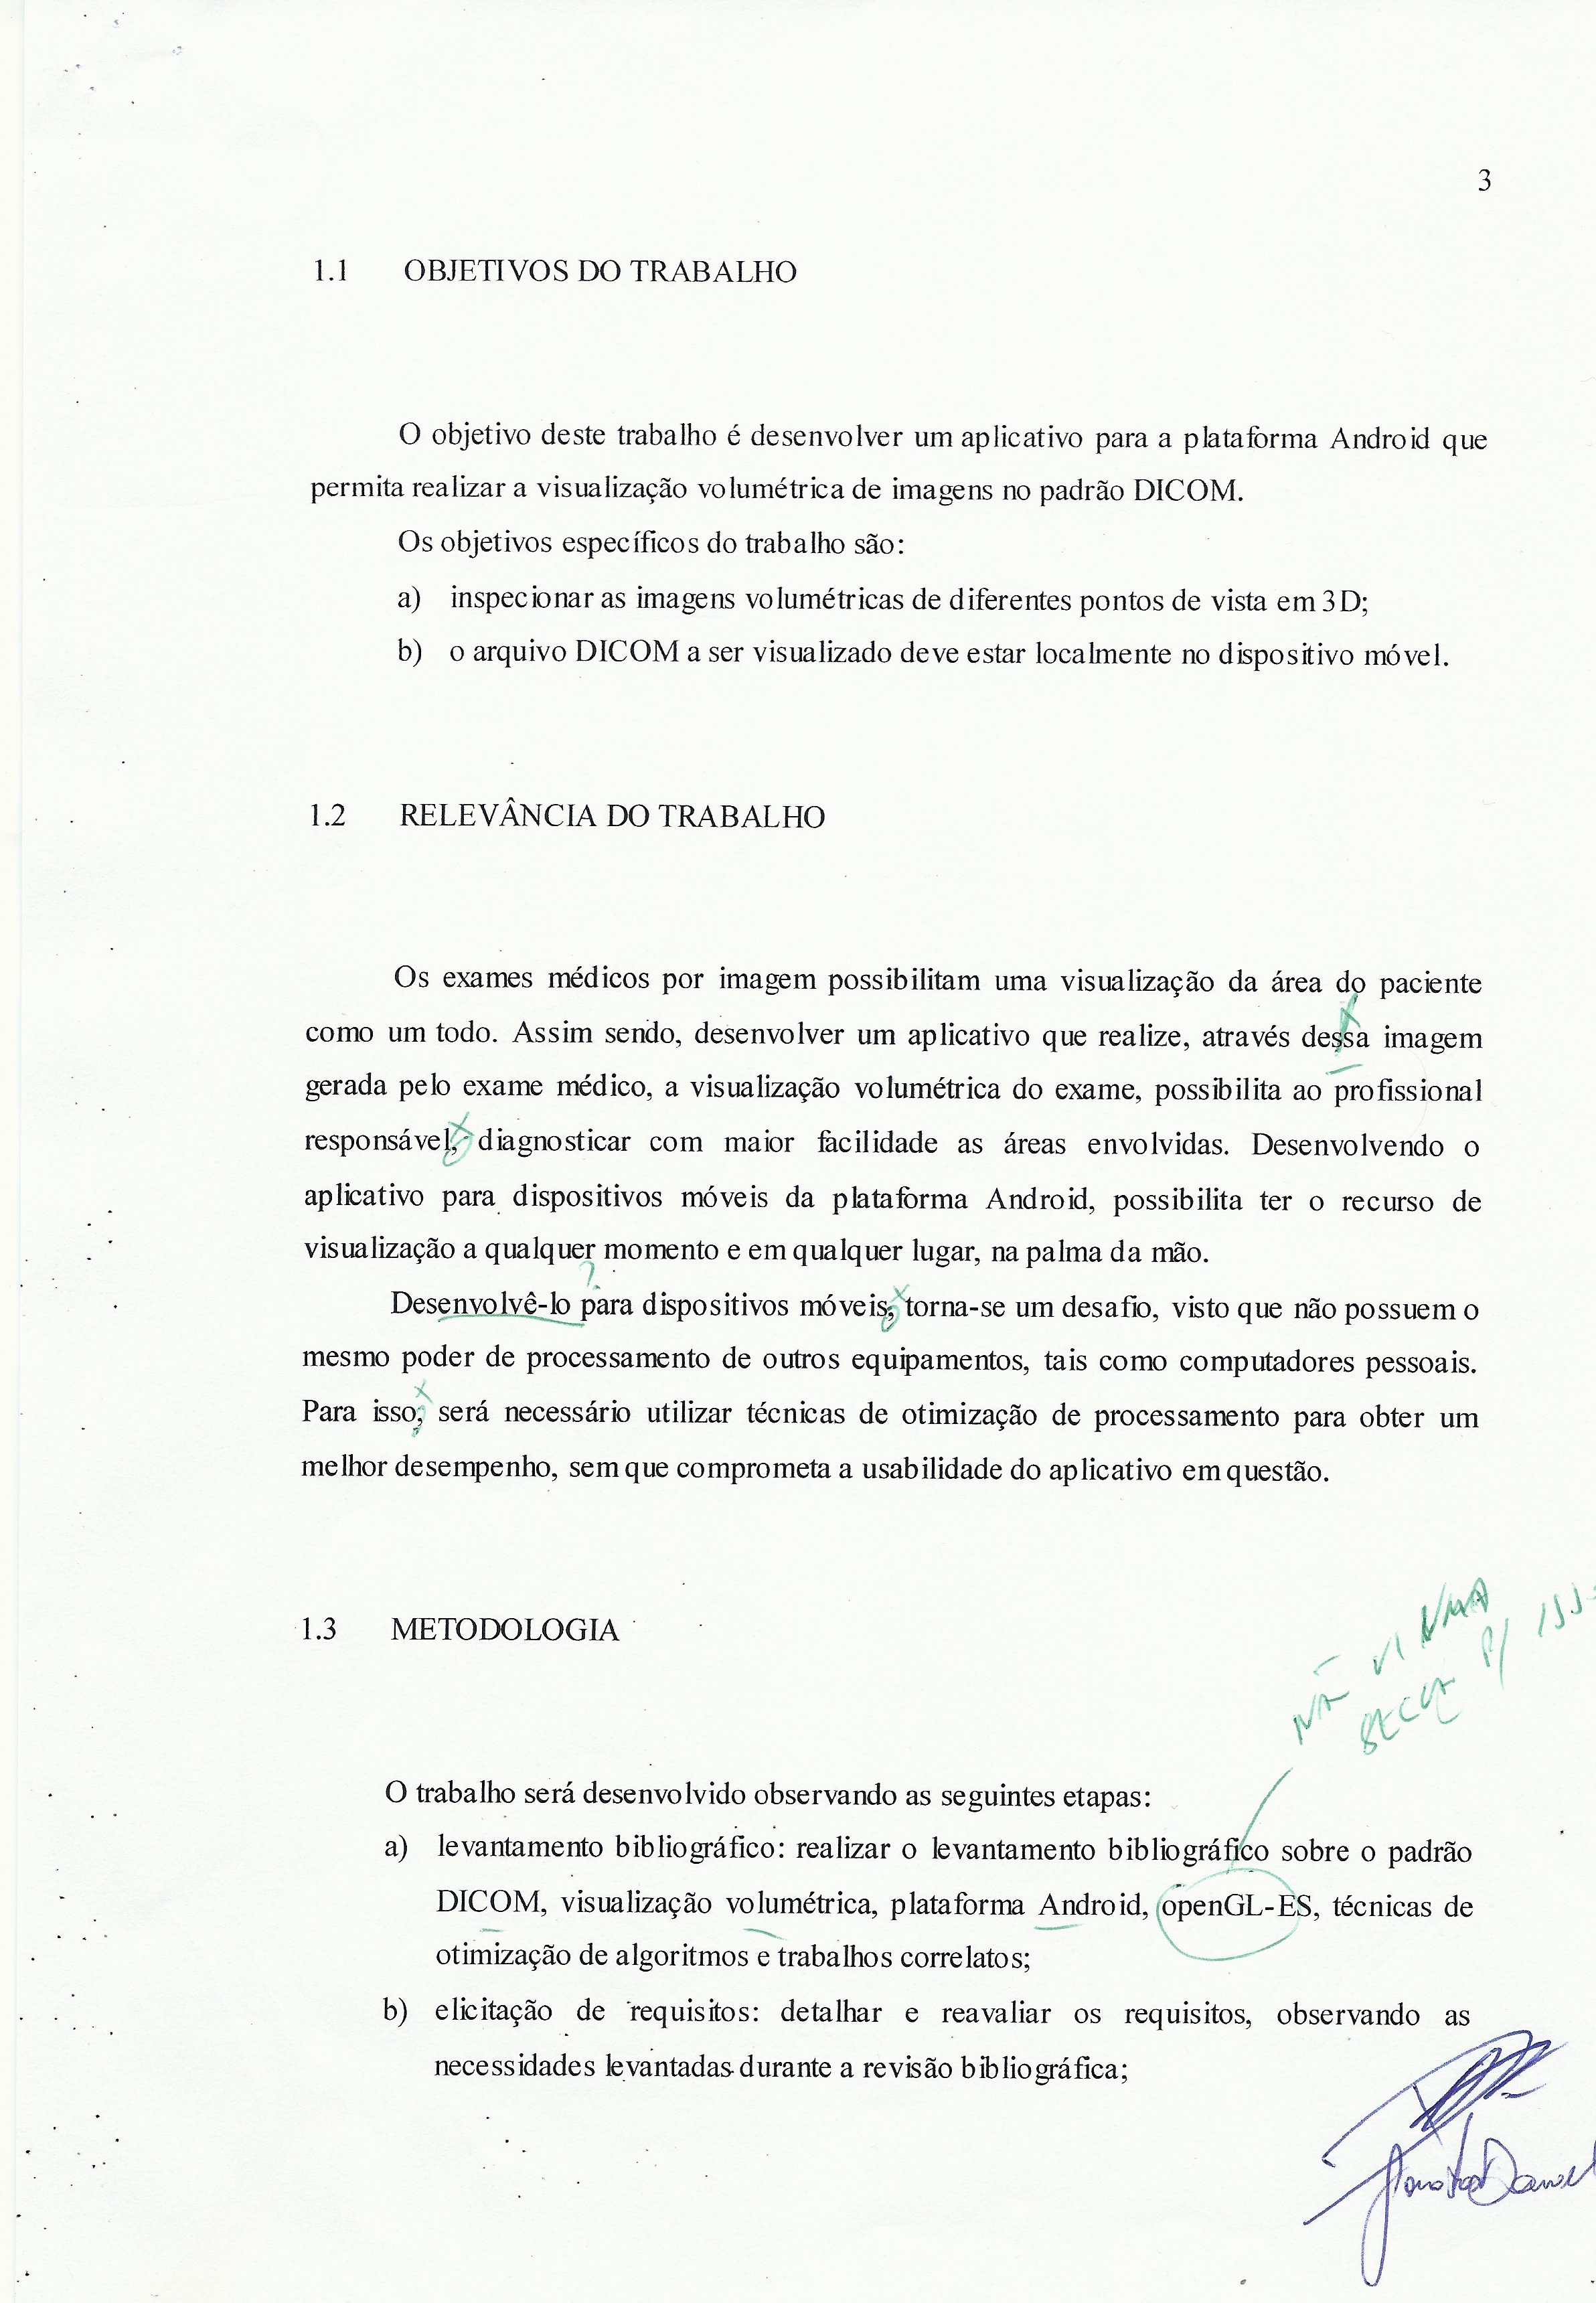 3
1.1 OBJETIVOS DO TRABALHO
O objetivo deste trabalho é desenvolver um aplicativo para a plataforma Android que
permita realizar a visualização volumétrica de imagens no padrão DICOM.
Os objetivos específicos do trabalho são:
a) inspecionar as imagens volumétricas de diferentes pontos de vista em 3D;
b) o arquivo DICOM a ser visualizado deve estar localmente no dispositivo móvel.
1.2 RELEVÂNCIA DO TRABALHO
Os exames médicos por imagem possibilitam uma visualização da área do paciente
como um todo. Assim sendo, desenvolver um aplicativo que realize, através dessa imagem
gerada pelo exame médico, a visualização volumétrica do exame, possibilita ao profissional
responsável, diagnosticar com maior facilidade as áreas envolvidas. Desenvolvendo o
aplicativo para dispositivos móveis da plataforma Android, possibilita ter o recurso de
visualização a qualquer momento e em qualquer lugar, na palma da mão.
?
Desenvolvê-lo para dispositivos móveis, torna-se um desafio, visto que não possuem o
mesmo poder de processamento de outros equipamentos, tais como computadores pessoais.
Para isso, será necessário utilizar técnicas de otimização de processamento para obter um
melhor desempenho, sem que comprometa a usabilidade do aplicativo em questão.
1.3 METODOLOGIA
P/
O trabalho será desenvolvido observando as seguintes etapas:
a) levantamento bibliográfico: realizar o levantamento bibliográfico sobre o padrão
DICOM, visualização volumétrica, plataforma Android, openGL-ES, técnicas de
otimização de algoritmos e trabalhos correlatos;
b) elicitação de requisitos: detalhar e reavaliar os requisitos, observando as
necessidades levantadas durante a revisão bibliográfica;